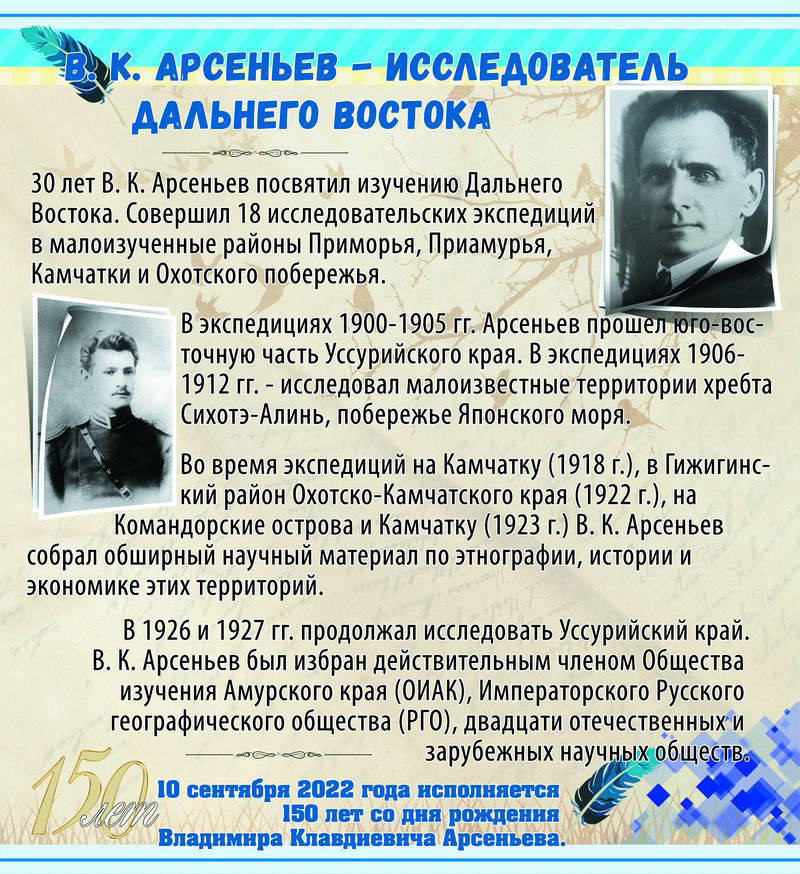 В. К. АРСЕНЬЕВ – ИССЛЕДОВАТЕЛЬ
ДАЛЬНЕГО ВОСТОКА
30 лет В. К. Арсеньев посвятил изучению Дальнего
Востока. Совершил 18 исследовательских экспедиций
в малоизученные районы Приморья, Приамурья,
Камчатки и Охотского побережья.
В экспедициях 1900-1905 гг. Арсеньев прошел юго-вос-
точную часть Уссурийского края. В экспедициях 1906-
1912 гг. - исследовал малоизвестные территории хребта
Сихотэ-Алинь, побережье Японского моря.
Во время экспедиций на Камчатку (1918 г.), в Гижигинс-
кий район Охотско-Камчатского края (1922 г.), на
Командорские острова и Камчатку (1923 г.) В. К. Арсеньев
собрал обширный научный материал по этнографии, истории и
экономике этих территорий.
В 1926 и 1927 гг. продолжал исследовать Уссурийский край.
В. К. Арсеньев был избран действительным членом Общества
изучения Амурского края (ОИАК), Императорского Русского
географического общества (РГО), двадцати отечественных и
зарубежных научных обществ.
150 лет
10 сентября 2022 года исполняется
150 лет со дня рождения
Владимира Клавдиевича Арсеньева.